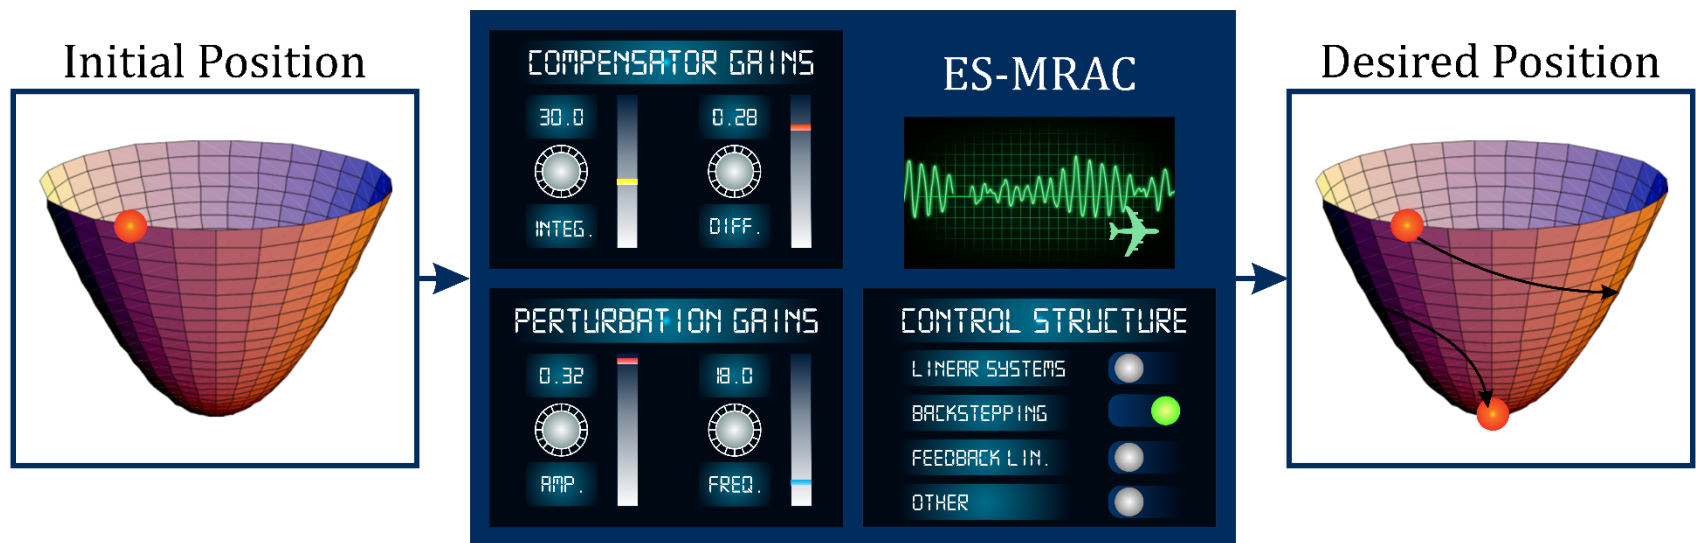 Initial Position
COMPENSATOR GAINS
30.0
0.28
INTEG.
DIFF.
PERTURBATION GAINS
0.32
18.0
AMP.
FREQ.
ES-MRAC
CONTROL STRUCTURE
LINEAR SYSTEMS
BACKSTEPPING
FEEDBACK LIN.
OTHER
Desired Position